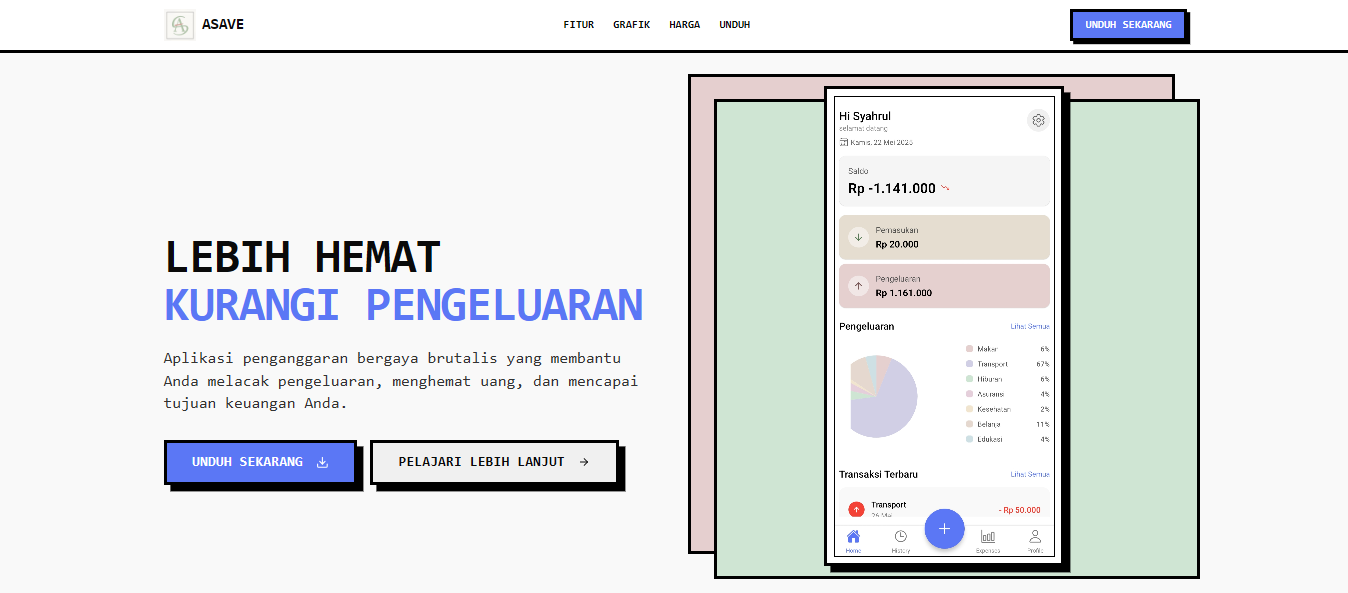 ASAVE
FITUR GRAFIK HARGA UNDUH
UNDUH SEKARANG
LEBIH HEMAT
KURANGI PENGELUARAN
Aplikasi penganggaran bergaya brutalis yang membantu
Anda melacak pengeluaran, menghemat uang, dan mencapai
tujuan keuangan Anda.
UNDUH SEKARANG
PELAJARI LEBIH LANJUT
Hi Syahrul
selamat datang
Kamis, 22 Mei 2025
Saldo
Rp -1.141.000
Pemasukan
Rp 20.000
Pengeluaran
Rp 1.161.000
Pengeluaran Lihat Semua
Makan 6%
Transport 67%
Hiburan 6%
Asuransi 4%
Kesehatan 2%
Belanja 11%
Edukasi 4%
Transaksi Terbaru Lihat Semua
Transport
- Rp 50.000
Home History Expenses Profile